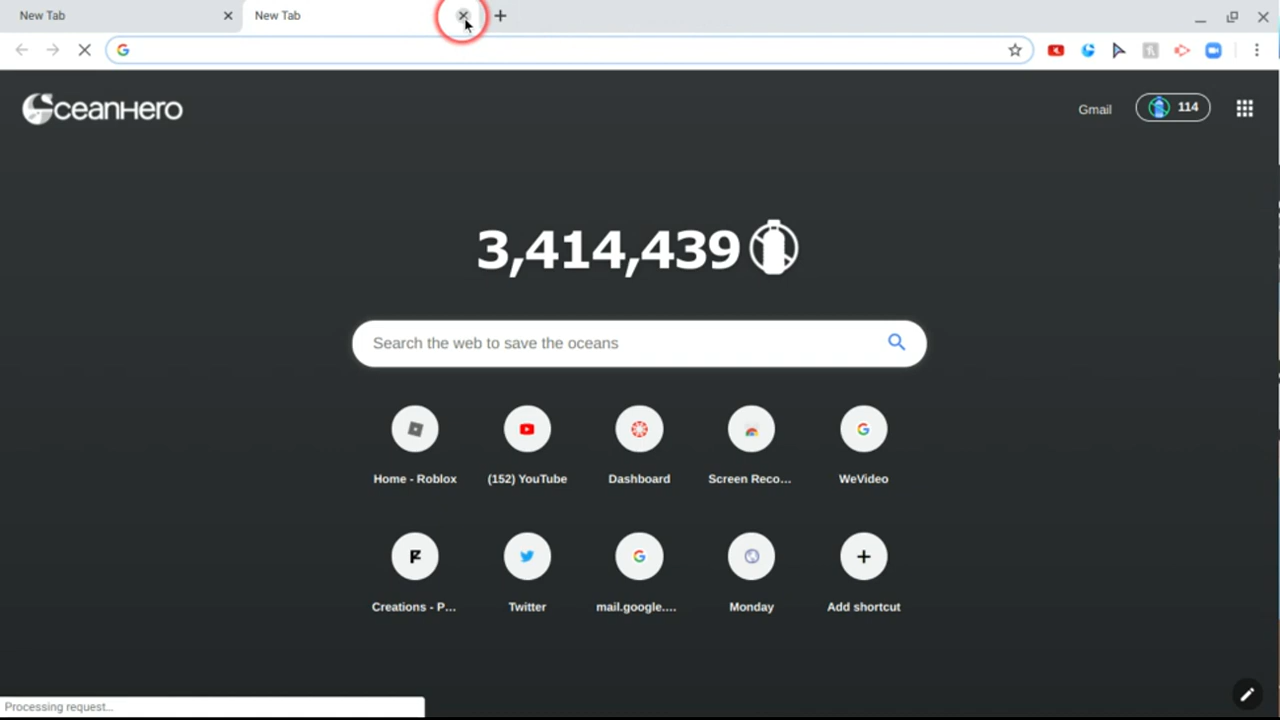 New Tab
New Tab
OceanHero
Gmail
114
3,414,439
Search the web to save the oceans
Home - Roblox
(152) YouTube
Dashboard
Screen Reco...
WeVideo
Creations - P...
Twitter
mail.google....
Monday
Add shortcut
Processing request...